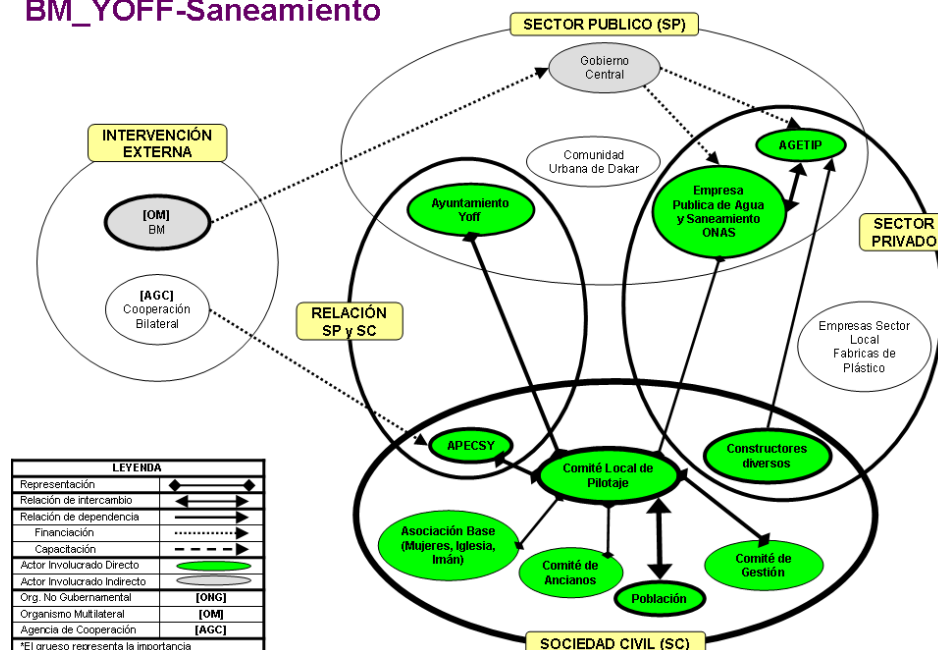 BM_YOFF-Saneamiento
SECTOR PUBLICO (SP)
Gobierno
Central
INTERVENCIÓN
EXTERNA
AGETIP
Comunidad
Urbana de Dakar
[OM]
BM
Ayuntamiento
Yoff
Empresa
Publica de Agua
y Saneamiento
ONAS
SECTOR
PRIVADO
[AGC]
Cooperación
Bilateral
RELACIÓN
SP y SC
Empresas Sector
Local
Fabricas de
Plástico
APECSY
Comité Local de
Pilotaje
Constructores
diversos
Asociación Base
(Mujeres, Iglesia,
Imán)
Comité de
Ancianos
Comité de
Gestión
Población
SOCIEDAD CIVIL (SC)
LEYENDA
Representación
Relación de intercambio
Relación de dependencia
Financiación
Capacitación
Actor Involucrado Directo
Actor Involucrado Indirecto
Org. No Gubernamental [ONG]
Organismo Multilateral [OM]
Agencia de Cooperación [AGC]
*El grueso representa la importancia